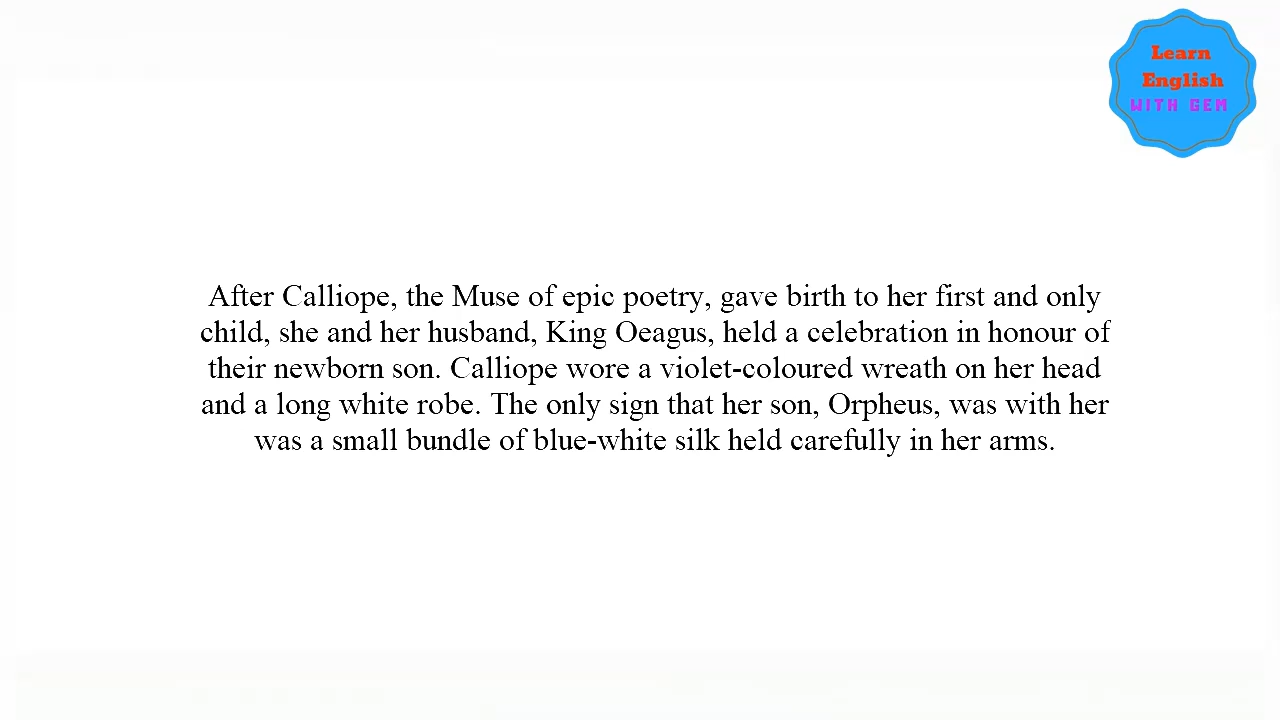 Learn
English
WITH GEM
After Calliope, the Muse of epic poetry, gave birth to her first and only
child, she and her husband, King Oeagus, held a celebration in honour of
their newborn son. Calliope wore a violet-coloured wreath on her head
and a long white robe. The only sign that her son, Orpheus, was with her
was a small bundle of blue-white silk held carefully in her arms.